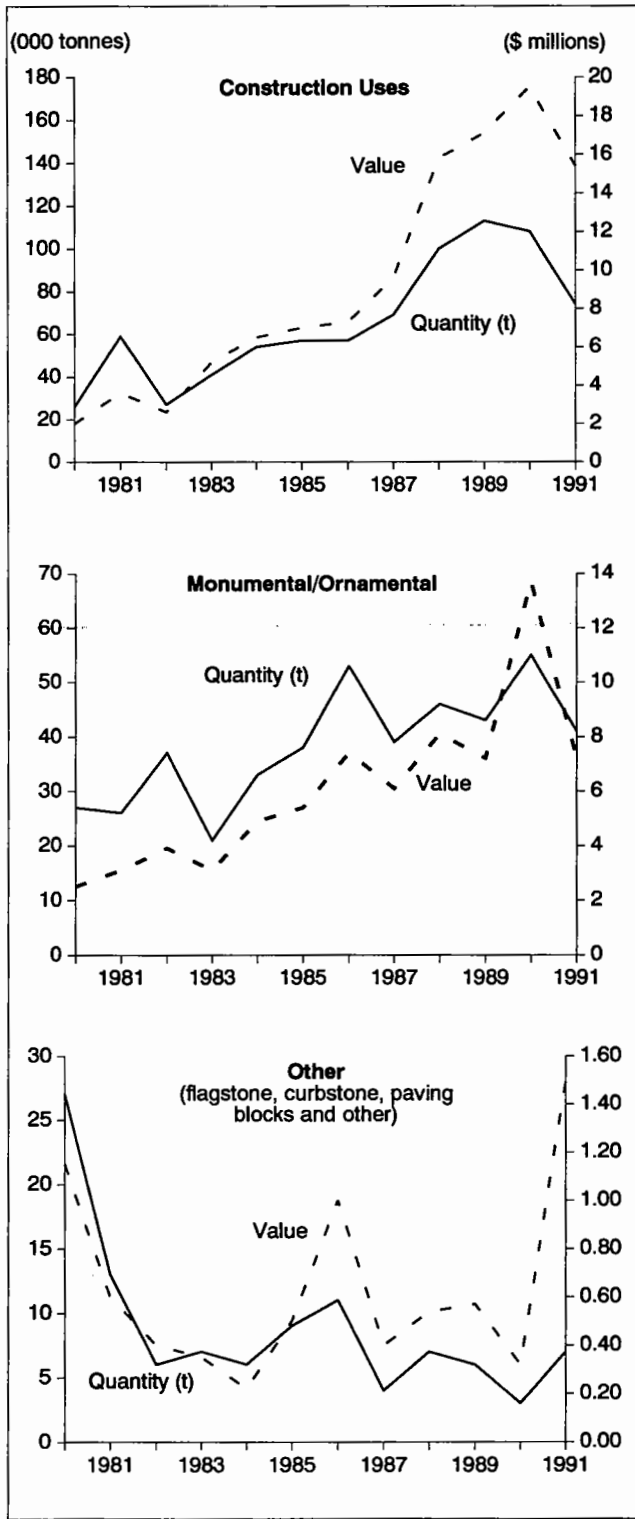 (000 tonnes) ($ millions)
Construction Uses
180 20
160 18
140 16
120 14
100 12
80 10
60 8
40 6
20 4
0 2
0
Value
Quantity (t)
1981 1983 1985 1987 1989 1991
Monumental/Ornamental
70 14
60 12
50 10
40 8
30 6
20 4
10 2
0 0
Quantity (t)
Value
1981 1983 1985 1987 1989 1991
Other
(flagstone, curbstone, paving
blocks and other)
30 1.60
25 1.40
20 1.20
15 1.00
10 0.80
5 0.60
0 0.40
0.20
0.00
Value
Quantity (t)
1981 1983 1985 1987 1989 1991